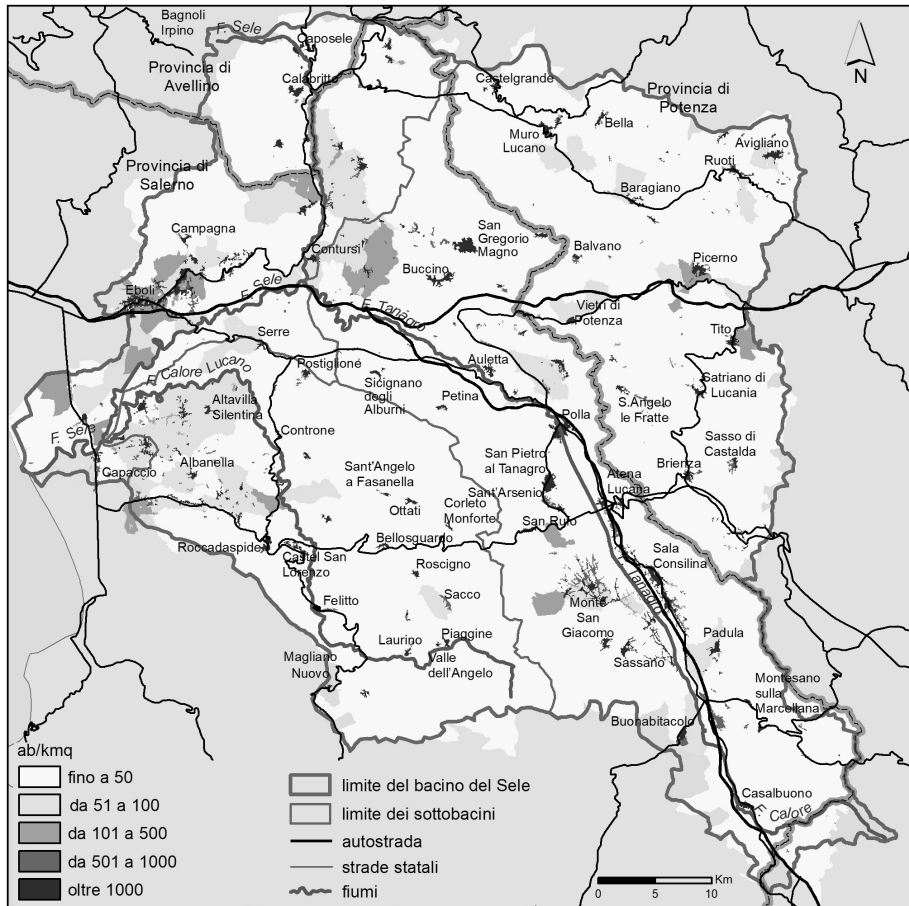 Bagnoli
Irpino
F. Sele
Caposele
Provincia di
Avellino
Calabritto
Castelgrande
Provincia di
Potenza
N
Bella
Muro
Lucano
Avigliano
Ruoti
Provincia di
Salerno
Baragiano
Campagna
San
Gregorio
Magno
Contursi
Balvano
Picerno
Buccino
Eboli
F. Sele
F. Tanagro
Vietri di
Potenza
Tito
Serre
Postiglione
Auletta
F. Calore Lucano
Sicignano
degli
Alburni
Petina
Satriano di
Lucania
Altavilla
Silentina
S.Angelo
le Fratte
Polla
F. Sele
Controne
Sasso di
Castalda
San Pietro
al Tanagro
Brienza
Capaccio
Albanella
Sant'Angelo
a Fasanella
Atena
Lucana
Sant'Arsenio
Ottati
Corleto
Monforte
San Rufo
Bellosguardo
Roccadaspide
Castel San
Lorenzo
Sala
Consilina
Roscigno
F. Tanagro
Felitto
Sacco
Monte
San
Giacomo
Laurino
Piaggine
Padula
Magliano
Nuovo
Valle
dell'Angelo
Sassano
Montesano
sulla
Marcellana
Buonabitacolo
Casalbuono
F. Calore
ab/kmq
fino a 50
da 51 a 100
da 101 a 500
da 501 a 1000
oltre 1000
limite del bacino del Sele
limite dei sottobacini
autostrada
strade statali
fiumi
Km
0 5 10